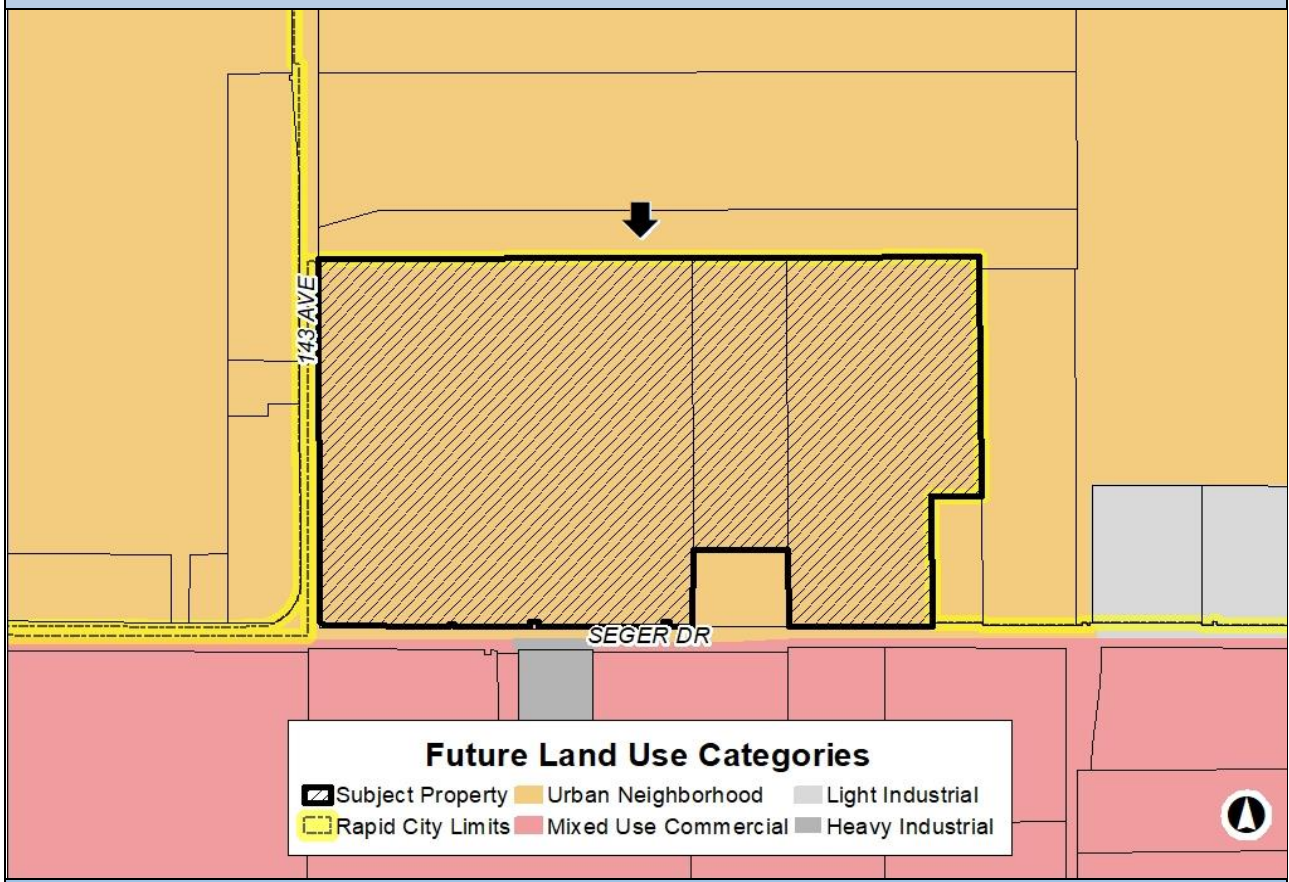 143 AVE
SEGER DR
Future Land Use Categories
Subject Property Urban Neighborhood Light Industrial
Rapid City Limits Mixed Use Commercial Heavy Industrial